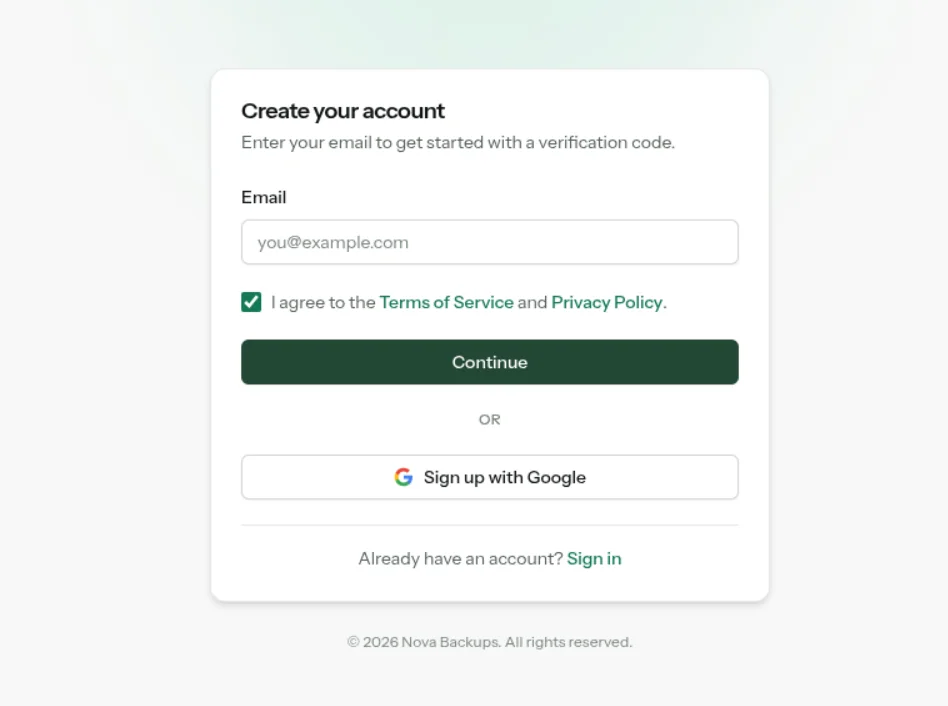 Create your account
Enter your email to get started with a verification code.
Email
you@example.com
I agree to the Terms of Service and Privacy Policy.
Continue
OR
Sign up with Google
Already have an account? Sign in
© 2026 Nova Backups. All rights reserved.